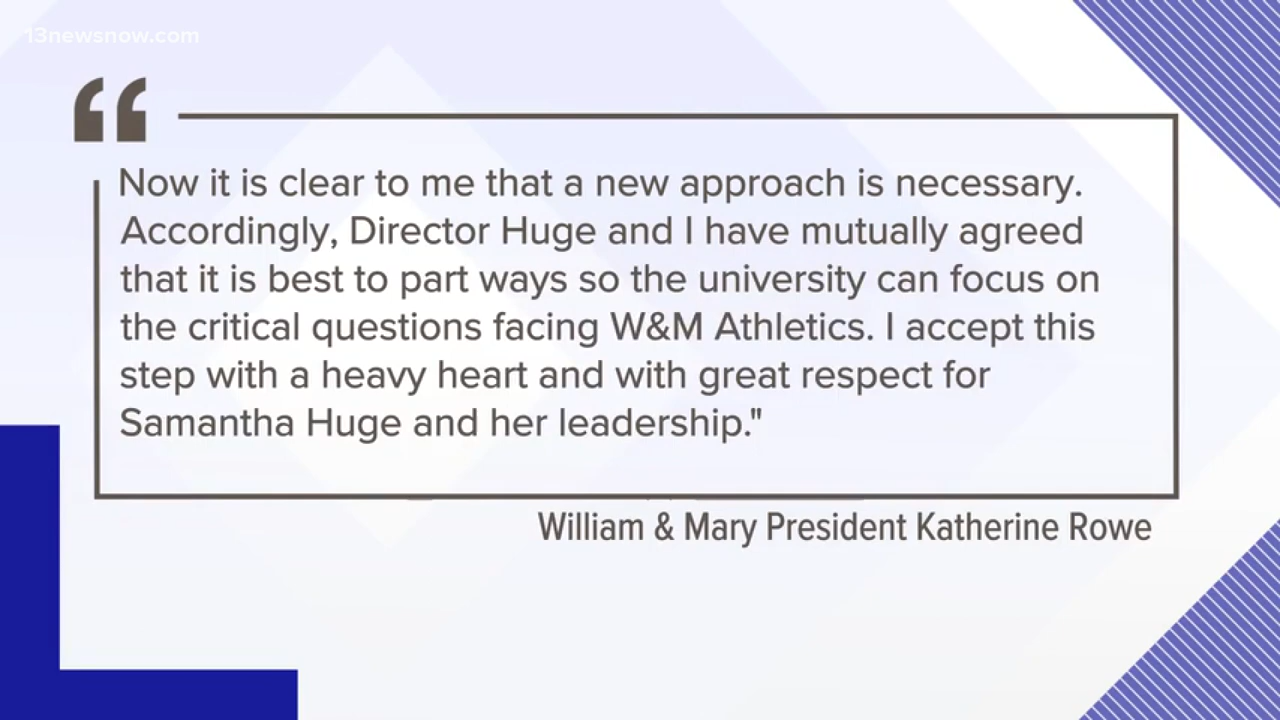 13newsnow.com
“
Now it is clear to me that a new approach is necessary.
Accordingly, Director Huge and I have mutually agreed
that it is best to part ways so the university can focus on
the critical questions facing W&M Athletics. I accept this
step with a heavy heart and with great respect for
Samantha Huge and her leadership."
William & Mary President Katherine Rowe